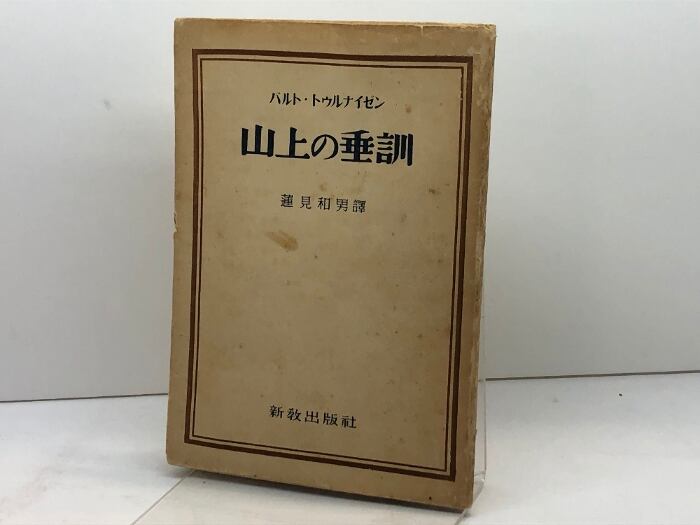 バルト・トゥルナイゼン
山上の垂訓
蓮見和男譯
新教出版社